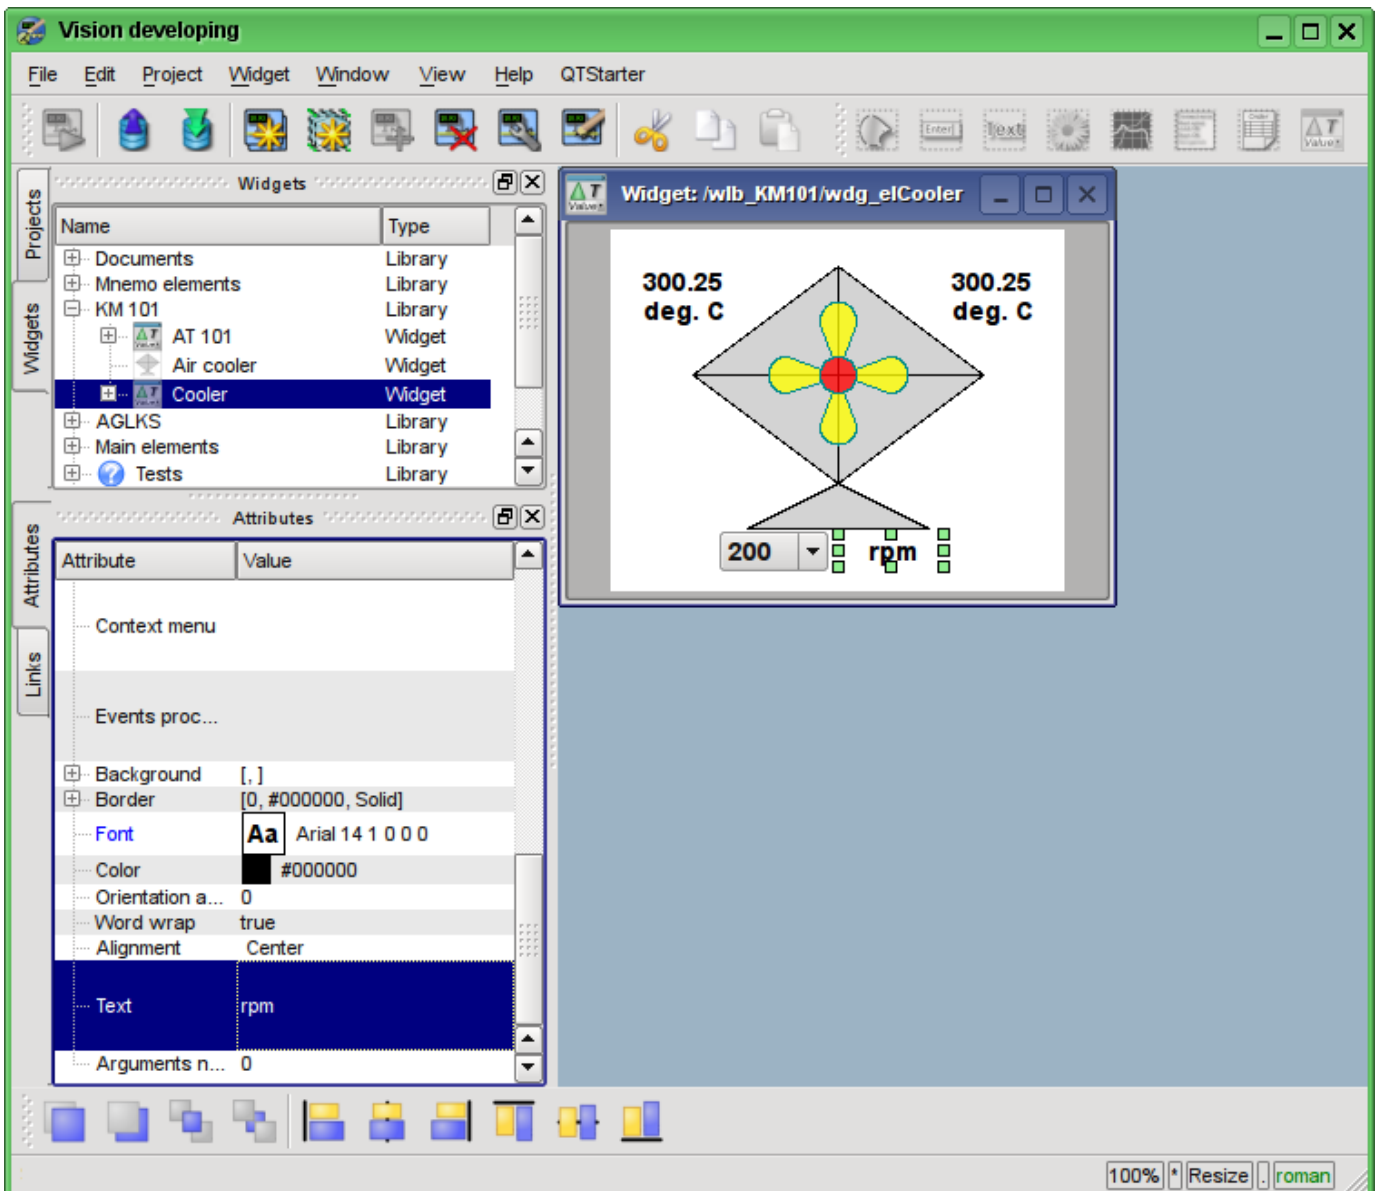 Vision developing
File Edit Project Widget Window View Help QTStarter
Enter
Text
Projects
Widgets
Widgets
Name Type
Documents Library
Mnemo elements Library
KM 101 Library
AT 101 Widget
Air cooler Widget
Cooler Widget
AGLKS Library
Main elements Library
Tests Library
Attributes
Links
Attributes
Attribute Value
Context menu
Events proc...
Background [, ]
Border [0, #000000, Solid]
Font Aa Arial 14 1 0 0 0
Color #000000
Orientation a... 0
Word wrap true
Alignment Center
Text rpm
Arguments n... 0
Widget: /wlb_KM101/wdg_elCooler
300.25 300.25
deg. C deg. C
200 rpm
100% * Resize . roman